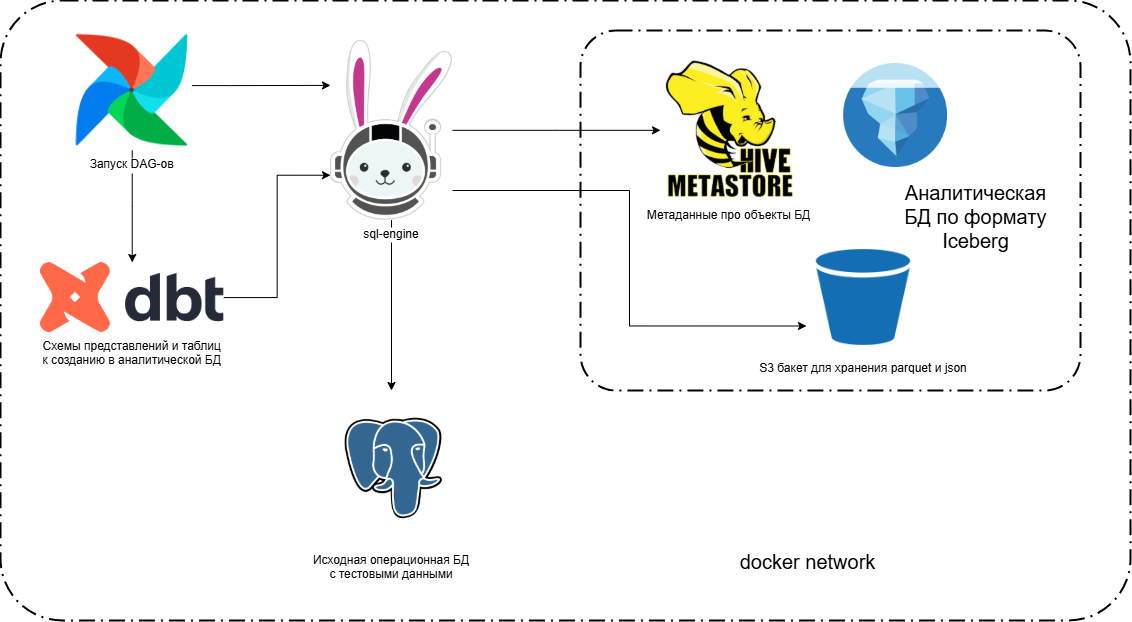 Запуск DAG-ов
sql-engine
dbt
Схемы представлений и таблиц
к созданию в аналитической БД
HIVE
METASTORE
Метаданные про объекты БД
Аналитическая
БД по формату
Iceberg
S3 бакет для хранения parquet и json
Исходная операционная БД
с тестовыми данными
docker network